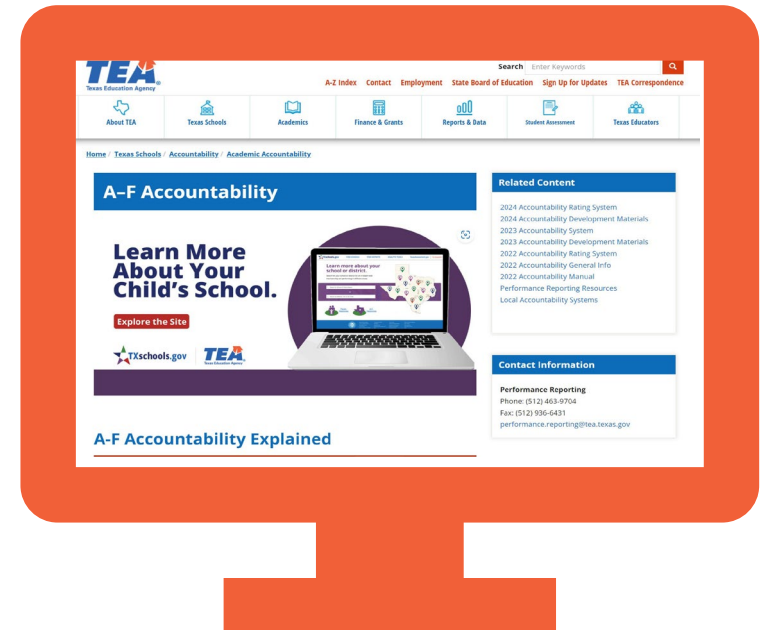 TEA
Texas Education Agency
Search Enter Keywords
A-Z Index Contact Employment State Board of Education Sign Up for Updates TEA Correspondence
About TEA Texas Schools Academics Finance & Grants Reports & Data Student Assessment Texas Educators
Home / Texas Schools / Accountability / Academic Accountability
A–F Accountability
Learn More
About Your
Child's School.
Explore the Site
TXschools.gov TEA
Texas Education Agency
Learn more about your
school or district.
A-F Accountability Explained
Related Content
2024 Accountability Rating System
2024 Accountability Development Materials
2023 Accountability System
2023 Accountability Development Materials
2022 Accountability Rating System
2022 Accountability General Info
2022 Accountability Manual
Performance Reporting Resources
Local Accountability Systems
Contact Information
Performance Reporting
Phone: (512) 463-9704
Fax: (512) 936-6431
performance.reporting@tea.texas.gov